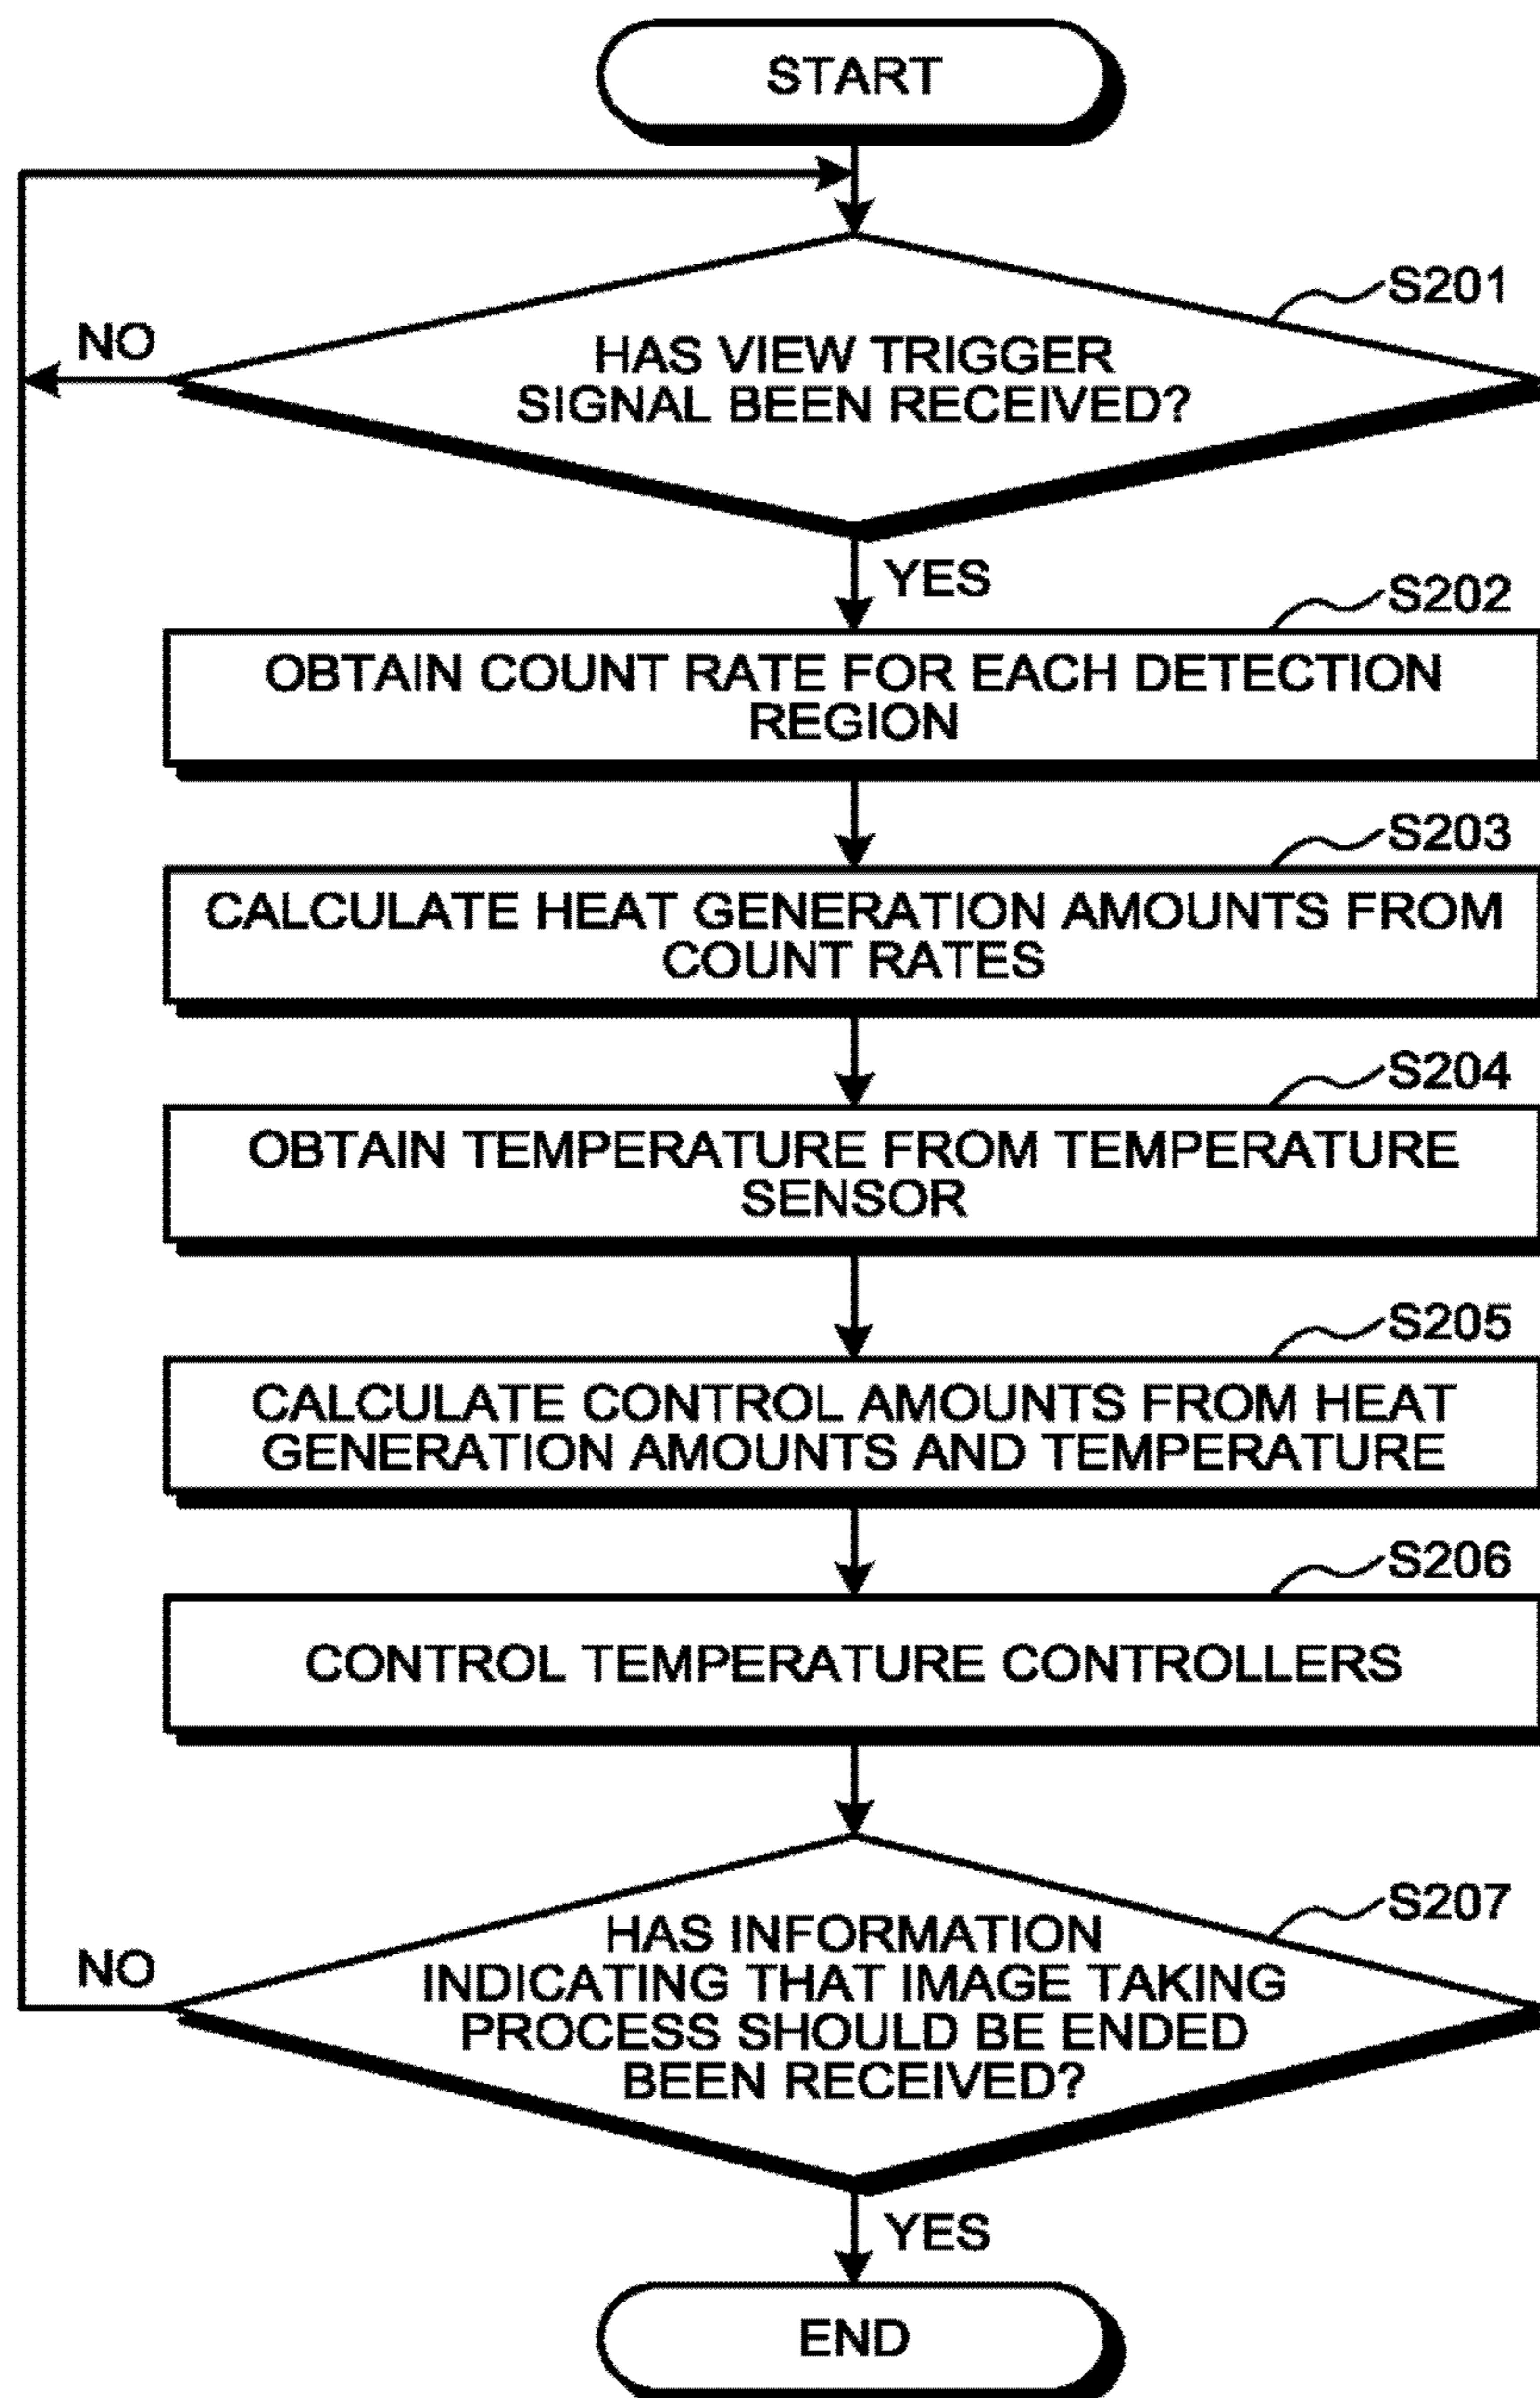 START
S201
NO
HAS VIEW TRIGGER
SIGNAL BEEN RECEIVED?
YES
S202
OBTAIN COUNT RATE FOR EACH DETECTION
REGION
S203
CALCULATE HEAT GENERATION AMOUNTS FROM
COUNT RATES
S204
OBTAIN TEMPERATURE FROM TEMPERATURE
SENSOR
S205
CALCULATE CONTROL AMOUNTS FROM HEAT
GENERATION AMOUNTS AND TEMPERATURE
S206
CONTROL TEMPERATURE CONTROLLERS
S207
NO
HAS INFORMATION
INDICATING THAT IMAGE TAKING
PROCESS SHOULD BE ENDED
BEEN RECEIVED?
YES
END